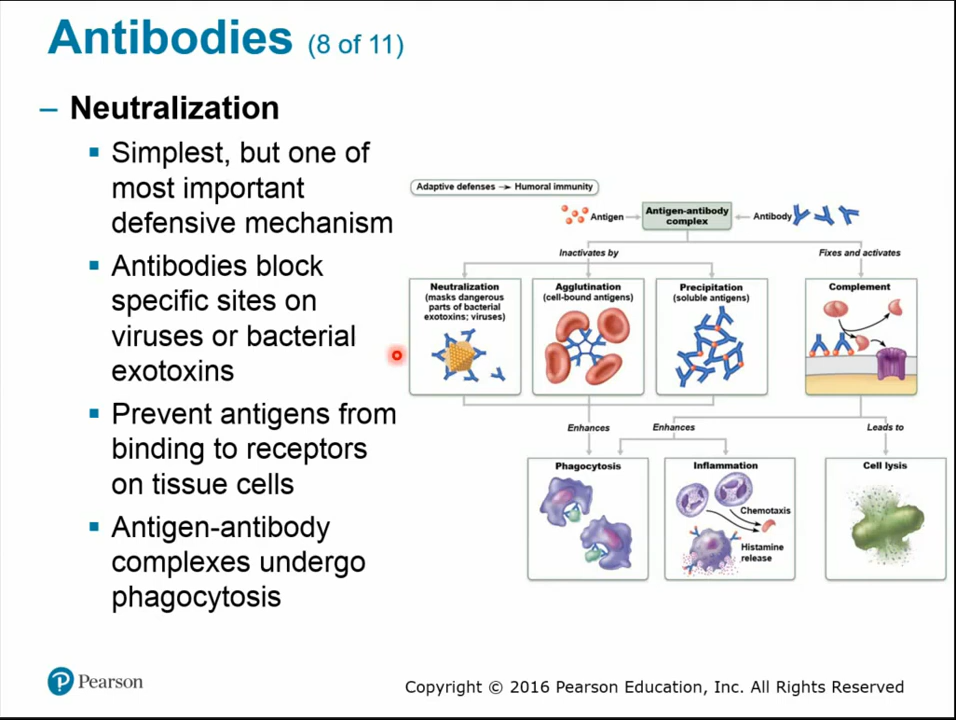 Antibodies (8 of 11)
– Neutralization
▪ Simplest, but one of
most important
defensive mechanism
▪ Antibodies block
specific sites on
viruses or bacterial
exotoxins
▪ Prevent antigens from
binding to receptors
on tissue cells
▪ Antigen-antibody
complexes undergo
phagocytosis
Adaptive defenses → Humoral immunity
Antigen
Antigen-antibody
complex
Antibody
Inactivates by
Fixes and activates
Neutralization
(masks dangerous
parts of bacterial
exotoxins; viruses)
Agglutination
(cell-bound antigens)
Precipitation
(soluble antigens)
Complement
Enhances
Enhances
Leads to
Phagocytosis
Inflammation
Chemotaxis
Histamine
release
Cell lysis
P Pearson
Copyright © 2016 Pearson Education, Inc. All Rights Reserved